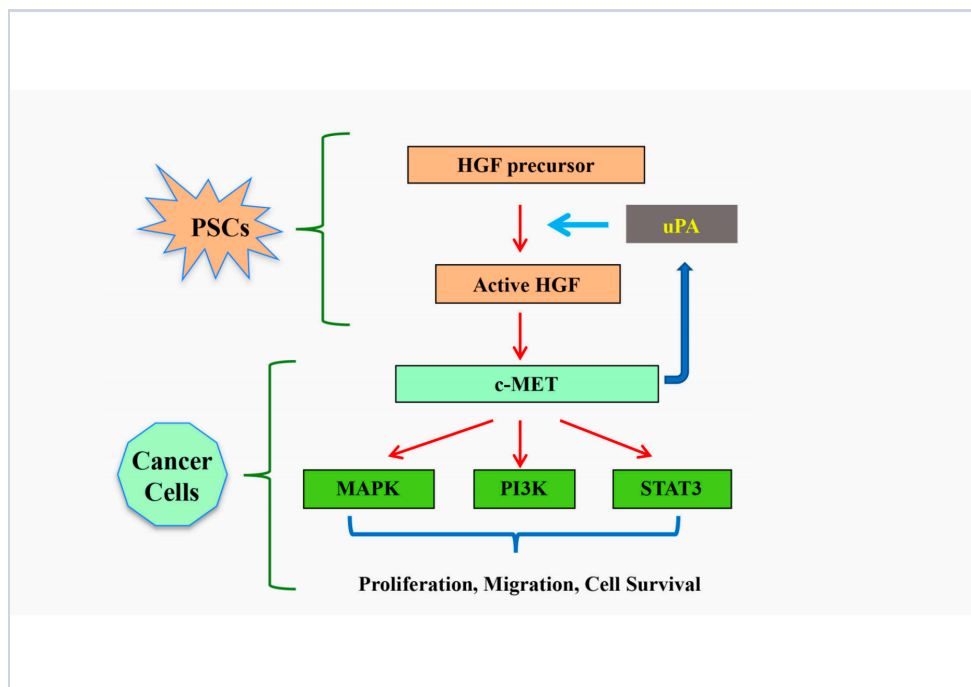 HGF precursor
PSCs
uPA
Active HGF
c-MET
Cancer
Cells
MAPK
PI3K
STAT3
Proliferation, Migration, Cell Survival